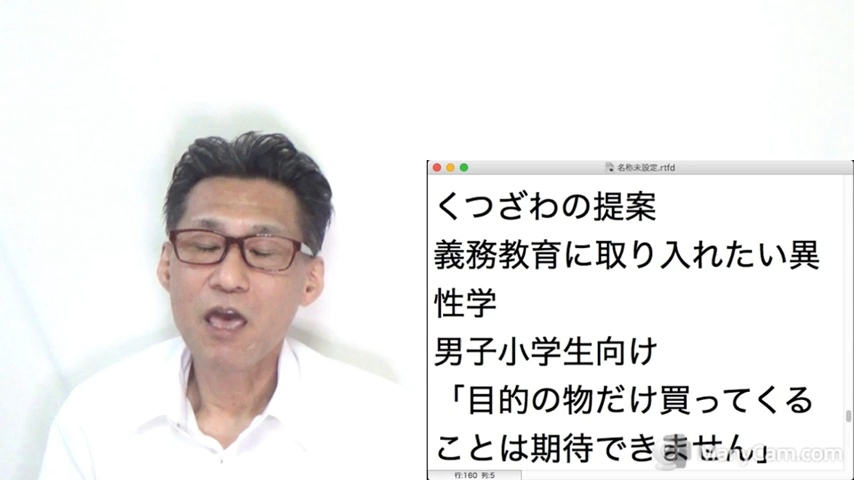 名称未設定.rtfd
くつざわの提案
義務教育に取り入れたい異
性学
男子小学生向け
「目的の物だけ買ってくる
ことは期待できません」
ManyCam.com
行:160 列:5